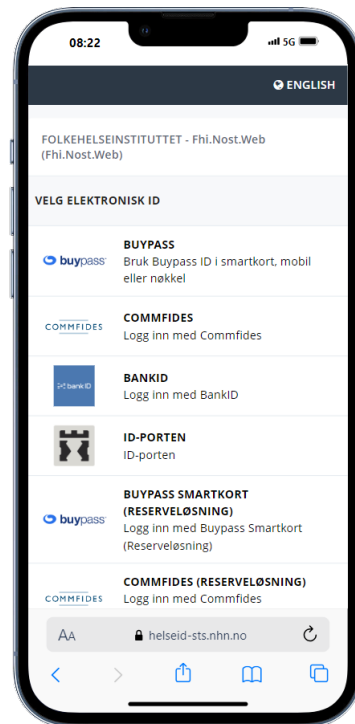 08:22
5G
ENGLISH
FOLKEHELSEINSTITUTTET - Fhi.Nost.Web
(Fhi.Nost.Web)
VELG ELEKTRONISK ID
buypass
BUYPASS
Bruk Buypass ID i smartkort, mobil
eller nøkkel
COMMFIDES
COMMFIDES
Logg inn med Commfides
bankID
BANKID
Logg inn med BankID
ID-PORTEN
ID-porten
buypass
BUYPASS SMARTKORT
(RESERVELØSNING)
Logg inn med Buypass Smartkort
(Reserveløsning)
COMMFIDES
COMMFIDES (RESERVELØSNING)
Logg inn med Commfides
AA
helseid-sts.nhn.no